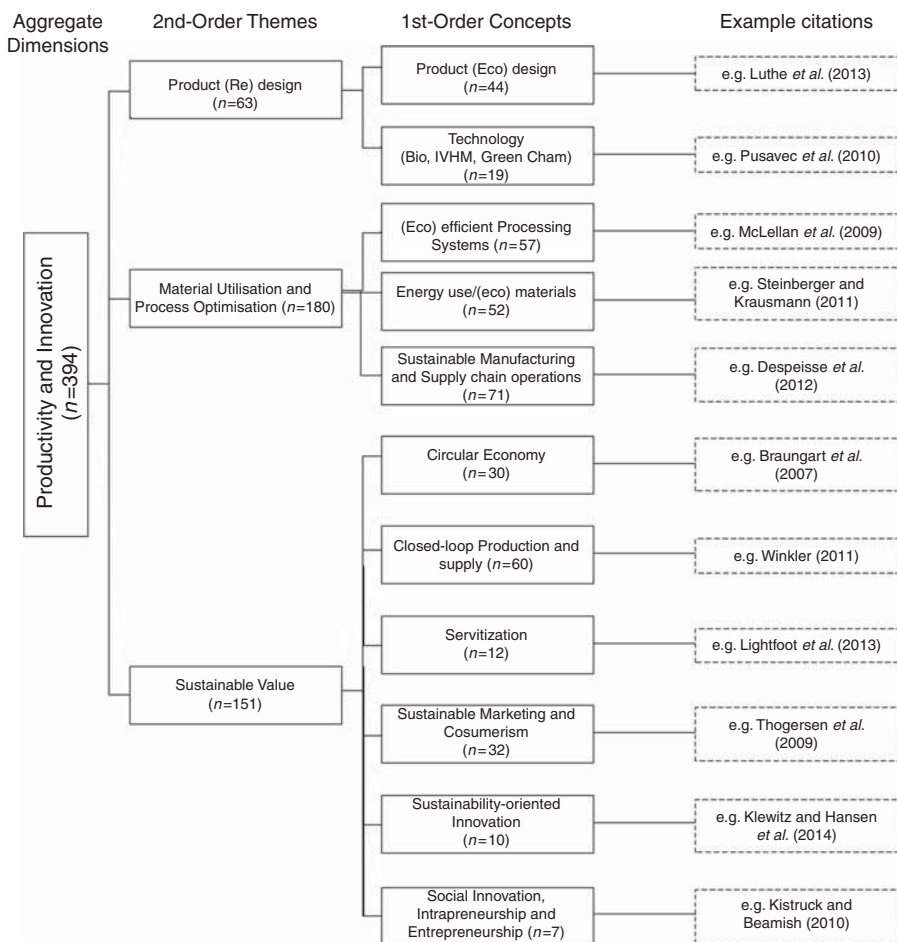 Aggregate
Dimensions
2nd-Order Themes
1st-Order Concepts
Example citations
Productivity and Innovation
(n=394)
Product (Re) design
(n=63)
Product (Eco) design
(n=44)
e.g. Luthe et al. (2013)
Technology
(Bio, IVHM, Green Cham)
(n=19)
e.g. Pusavec et al. (2010)
Material Utilisation and
Process Optimisation (n=180)
(Eco) efficient Processing
Systems (n=57)
e.g. McLellan et al. (2009)
Energy use/(eco) materials
(n=52)
e.g. Steinberger and
Krausmann (2011)
Sustainable Manufacturing
and Supply chain operations
(n=71)
e.g. Despeisse et al.
(2012)
Sustainable Value
(n=151)
Circular Economy
(n=30)
e.g. Braungart et al.
(2007)
Closed-loop Production and
supply (n=60)
e.g. Winkler (2011)
Servitization
(n=12)
e.g. Lightfoot et al. (2013)
Sustainable Marketing and
Cosumerism
(n=32)
e.g. Thogersen et al.
(2009)
Sustainability-oriented
Innovation
(n=10)
e.g. Klewitz and Hansen
et al. (2014)
Social Innovation,
Intrapreneurship and
Entrepreneurship (n=7)
e.g. Kistruck and
Beamish (2010)